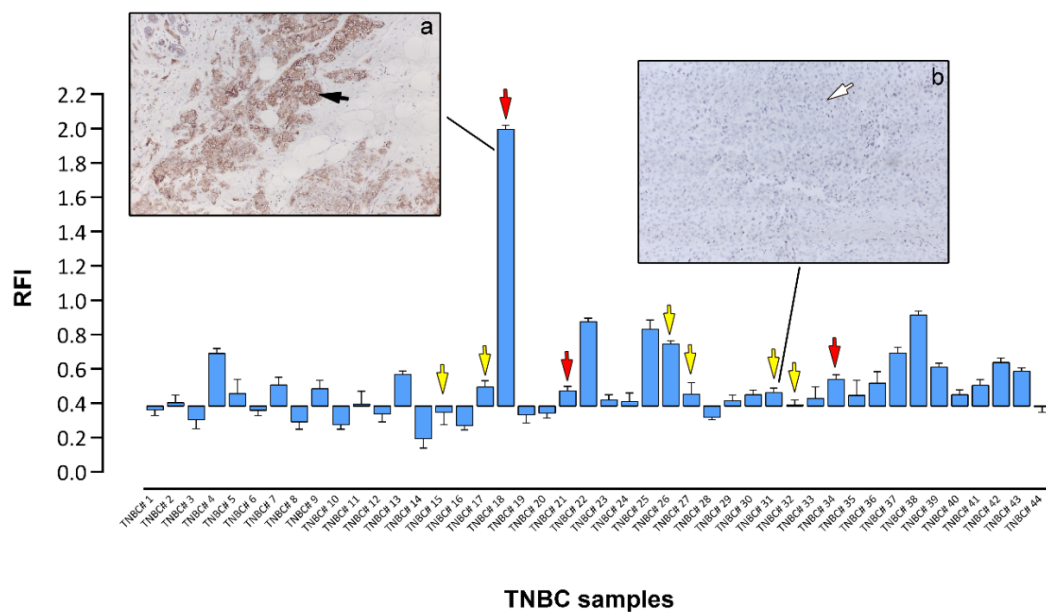 a
b
2.2
2.0
1.8
1.6
1.4
1.2
1.0
0.8
0.6
0.4
0.2
0.0
RFI
TNBC# 1
TNBC# 2
TNBC# 3
TNBC# 4
TNBC# 5
TNBC# 6
TNBC# 7
TNBC# 8
TNBC# 9
TNBC# 10
TNBC# 11
TNBC# 12
TNBC# 13
TNBC# 14
TNBC# 15
TNBC# 16
TNBC# 17
TNBC# 18
TNBC# 19
TNBC# 20
TNBC# 21
TNBC# 22
TNBC# 23
TNBC# 24
TNBC# 25
TNBC# 26
TNBC# 27
TNBC# 28
TNBC# 29
TNBC# 30
TNBC# 31
TNBC# 32
TNBC# 33
TNBC# 34
TNBC# 35
TNBC# 36
TNBC# 37
TNBC# 38
TNBC# 39
TNBC# 40
TNBC# 41
TNBC# 42
TNBC# 43
TNBC# 44
TNBC samples